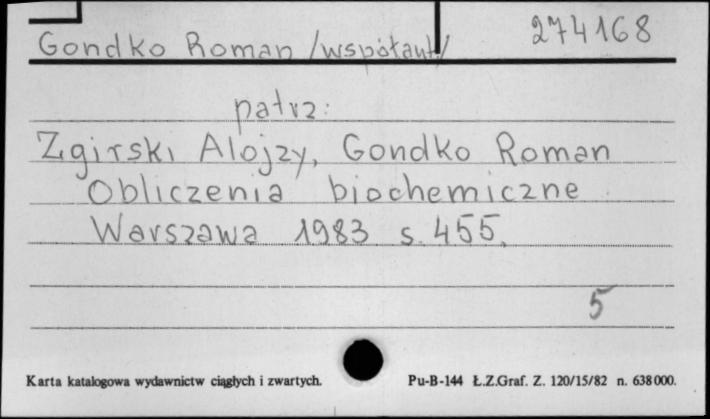 Gondko Roman /współaut/ 274168
patrz:
Zgirski Alojzy, Gondko Roman
Obliczenia biochemiczne
Warszawa 1983 s. 455.
5
Karta katalogowa wydawnictw ciągłych i zwartych. Pu-B-144 Ł.Z.Graf. Z. 120/15/82 n. 638000.